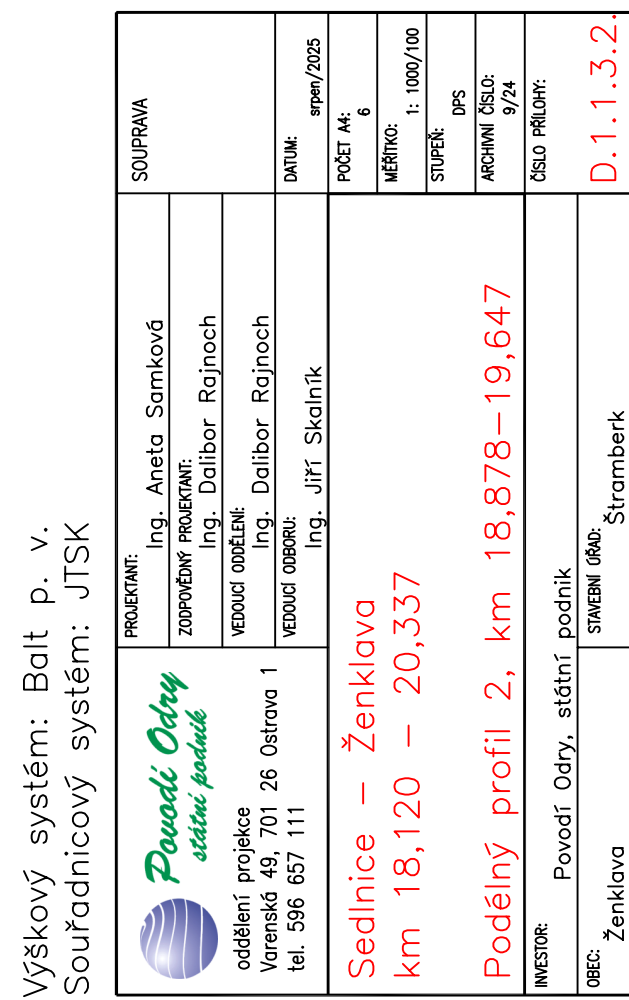 Výškový systém: Balt p. v.
Souřadnicový systém: JTSK
Povodí Odry
státní podnik
oddělení projekce
Varenská 49, 701 26 Ostrava 1
tel. 596 657 111
PROJEKTANT:
Ing. Aneta Samková
ZODPOVĚDNÝ PROJEKTANT:
Ing. Dalibor Rajnoch
VEDOUCÍ ODDĚLENÍ:
Ing. Dalibor Rajnoch
VEDOUCÍ ODBORU:
Ing. Jiří Skalník
SOUPRAVA
DATUM:
srpen/2025
Sedlnice – Ženklava
km 18,120 – 20,337
Podélný profil 2, km 18,878–19,647
POČET A4:
6
MĚŘÍTKO:
1: 1000/100
STUPEŇ:
DPS
ARCHIVNÍ ČÍSLO:
9/24
INVESTOR:
Povodí Odry, státní podnik
OBEC:
Ženklava
STAVEBNÍ ÚŘAD:
Štramberk
ČÍSLO PŘÍLOHY:
D.1.1.3.2.